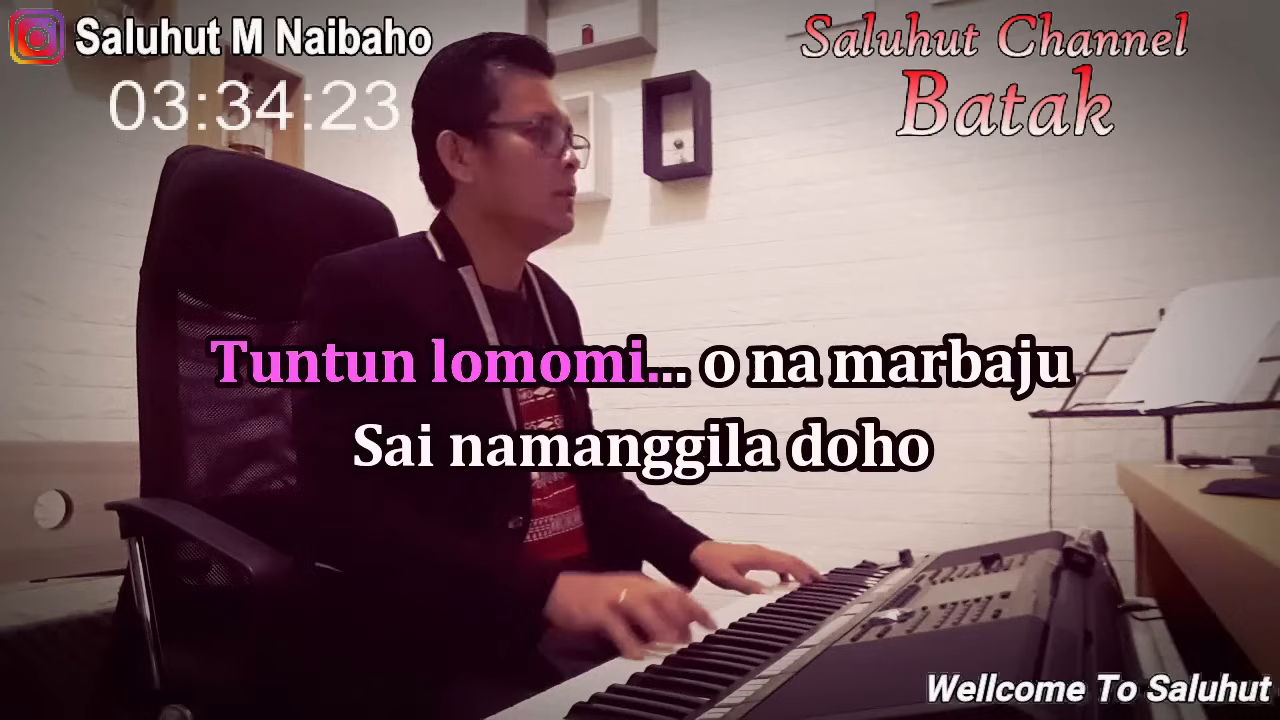 Saluhut M Naibaho
03:34:23
Saluhut Channel
Batak
Tuntun lomomi... o na marbaju
Sai namanggila doho
Wellcome To Saluhut